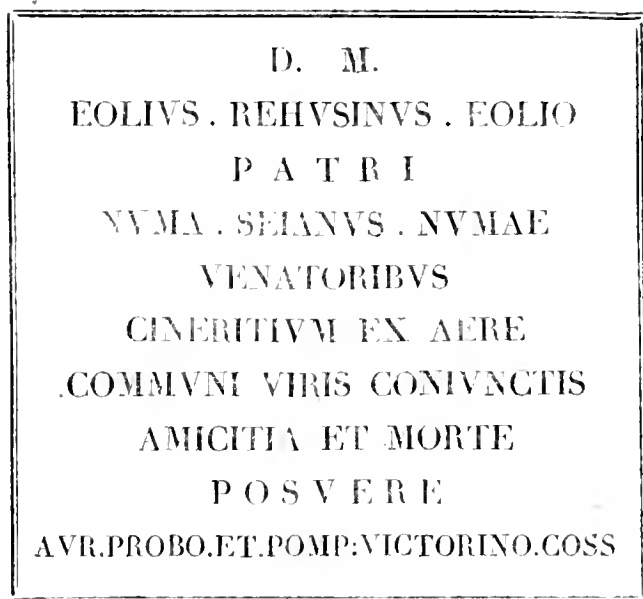 D. M.
EOLIVS . REHVSINVS . EOLIO
P A T R I
NVMA . SEIANVS . NVMAE
VENATORIBVS
CINERITIVM EX AERE
.COMMVNI VIRIS CONIVNCTIS
AMICITIA ET MORTE
P O S V E R E
AVR.PROBO.ET.POMP:VICTORINO.COSS